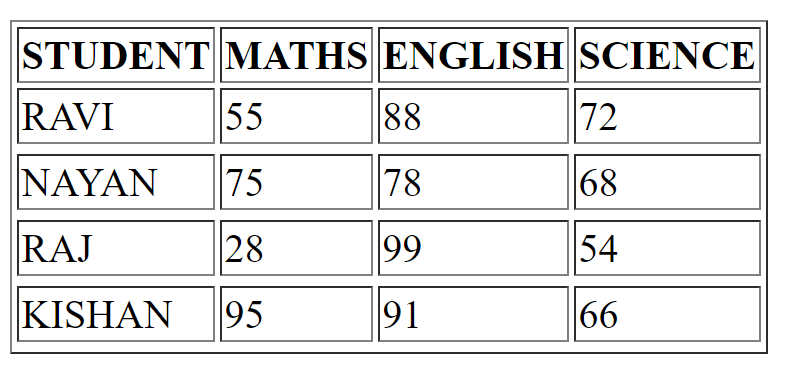 STUDENT MATHS ENGLISH SCIENCE
RAVI 55 88 72
NAYAN 75 78 68
RAJ 28 99 54
KISHAN 95 91 66